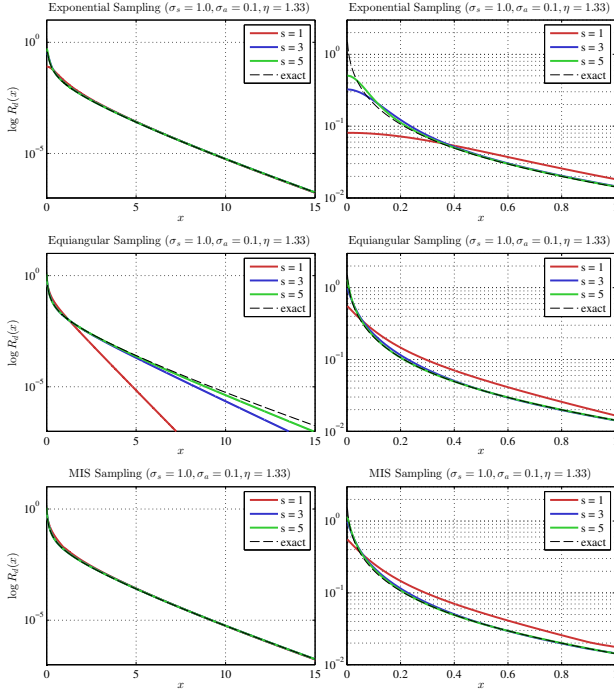 Exponential Sampling (σs = 1.0, σa = 0.1, η = 1.33)
log Rd(x)
10^0
10^−5
0 5 10 15
x
s = 1
s = 3
s = 5
exact
Exponential Sampling (σs = 1.0, σa = 0.1, η = 1.33)
10^0
10^−1
10^−2
0 0.2 0.4 0.6 0.8
x
s = 1
s = 3
s = 5
exact
Equiangular Sampling (σs = 1.0, σa = 0.1, η = 1.33)
log Rd(x)
10^0
10^−5
0 5 10 15
x
s = 1
s = 3
s = 5
exact
Equiangular Sampling (σs = 1.0, σa = 0.1, η = 1.33)
10^0
10^−1
10^−2
0 0.2 0.4 0.6 0.8
x
s = 1
s = 3
s = 5
exact
MIS Sampling (σs = 1.0, σa = 0.1, η = 1.33)
log Rd(x)
10^0
10^−5
0 5 10 15
x
s = 1
s = 3
s = 5
exact
MIS Sampling (σs = 1.0, σa = 0.1, η = 1.33)
10^0
10^−1
10^−2
0 0.2 0.4 0.6 0.8
x
s = 1
s = 3
s = 5
exact